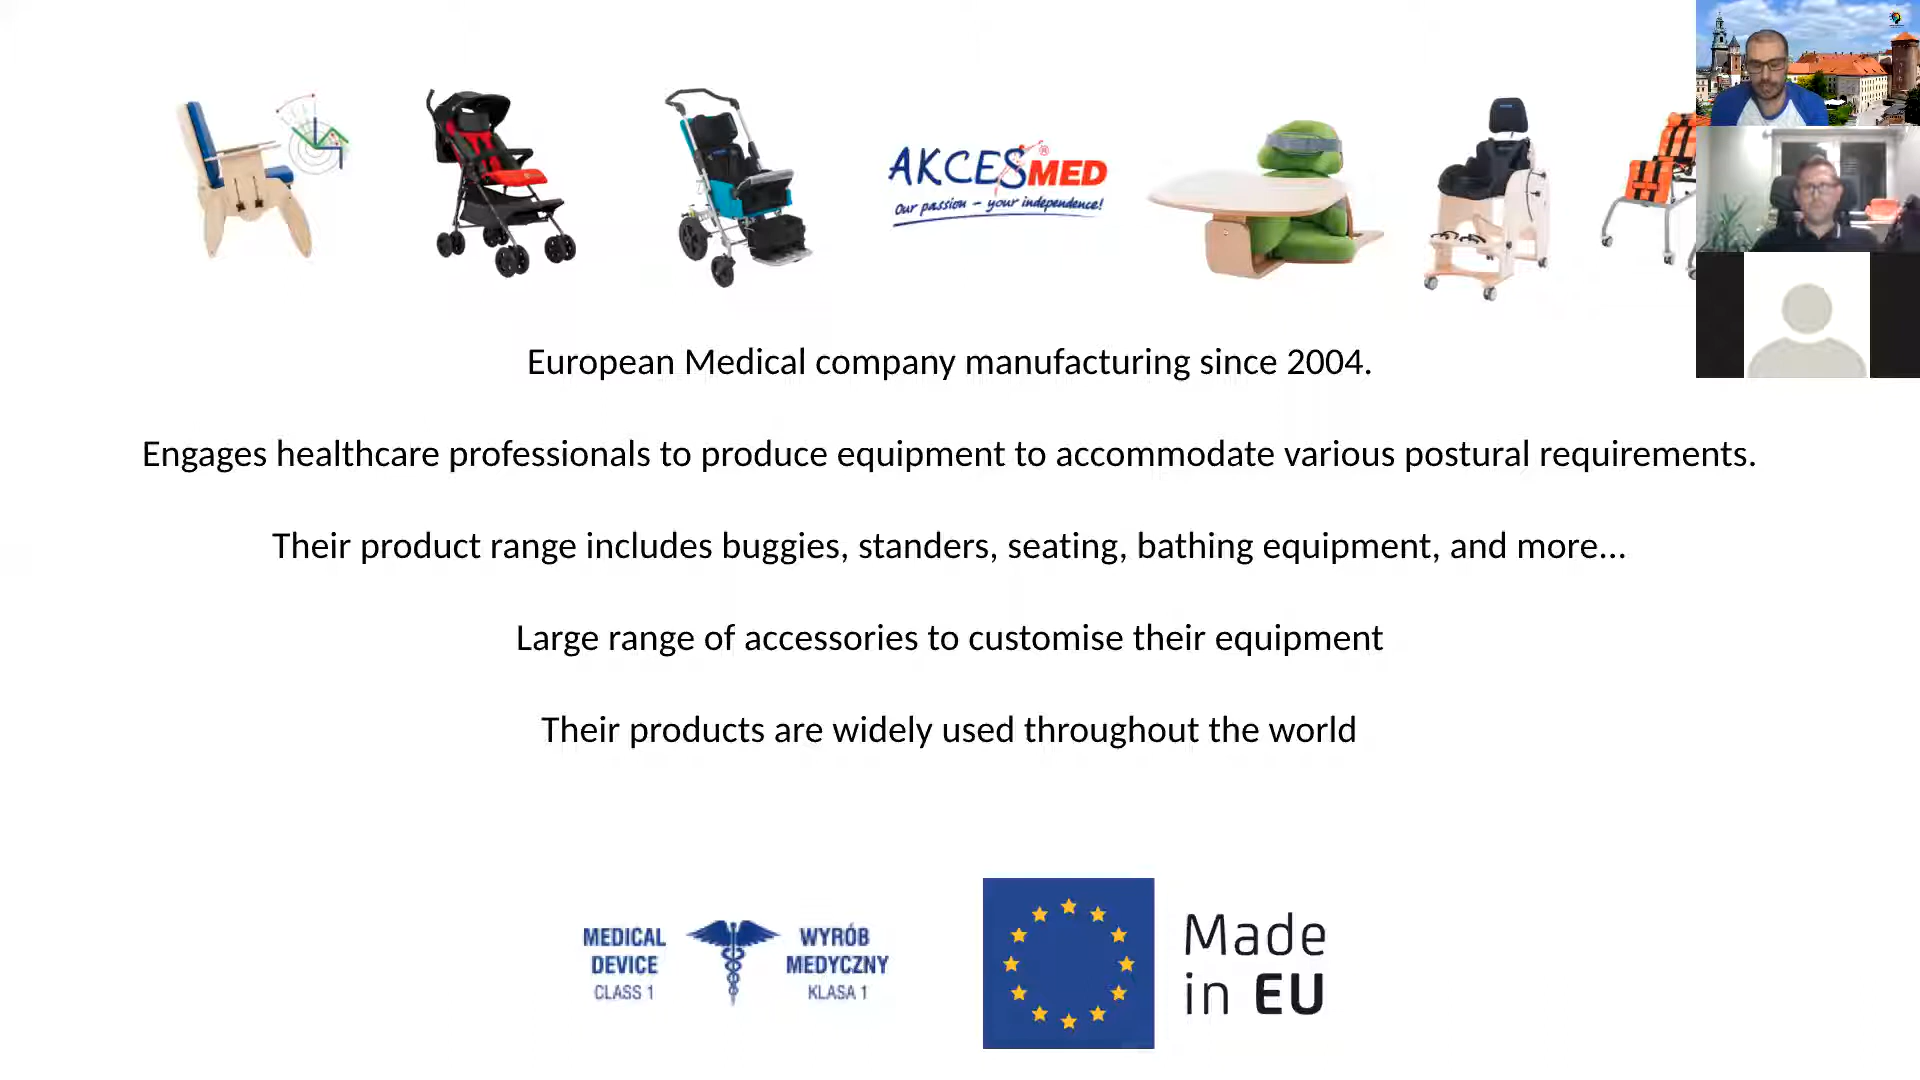 AKCESMED®
Our passion – your independence!
European Medical company manufacturing since 2004.
Engages healthcare professionals to produce equipment to accommodate various postural requirements.
Their product range includes buggies, standers, seating, bathing equipment, and more...
Large range of accessories to customise their equipment
Their products are widely used throughout the world
MEDICAL
DEVICE
CLASS 1
WYRÓB
MEDYCZNY
KLASA 1
Made
in EU